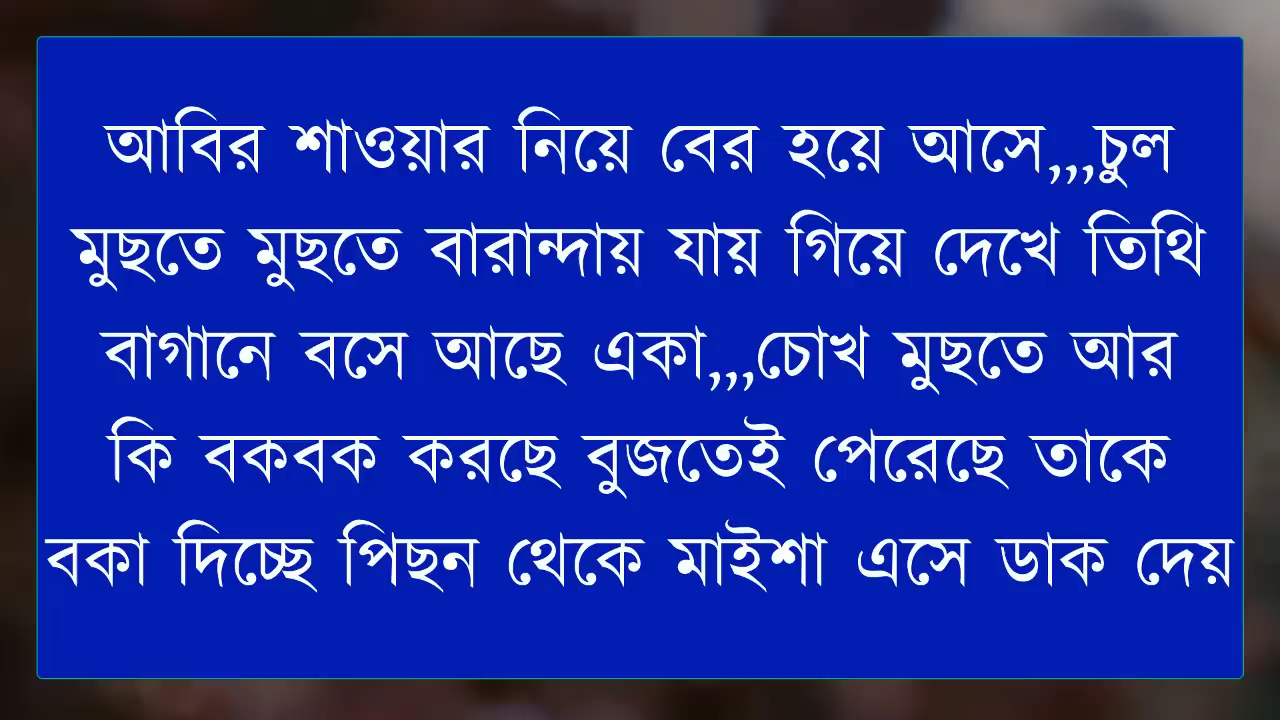 আবির শাওয়ার নিয়ে বের হয়ে আসে,,,চুল
মুছতে মুছতে বারান্দায় যায় গিয়ে দেখে তিথি
বাগানে বসে আছে একা,,,চোখ মুছতে আর
কি বকবক করছে বুজতেই পেরেছে তাকে
বকা দিচ্ছে পিছন থেকে মাইশা এসে ডাক দেয়